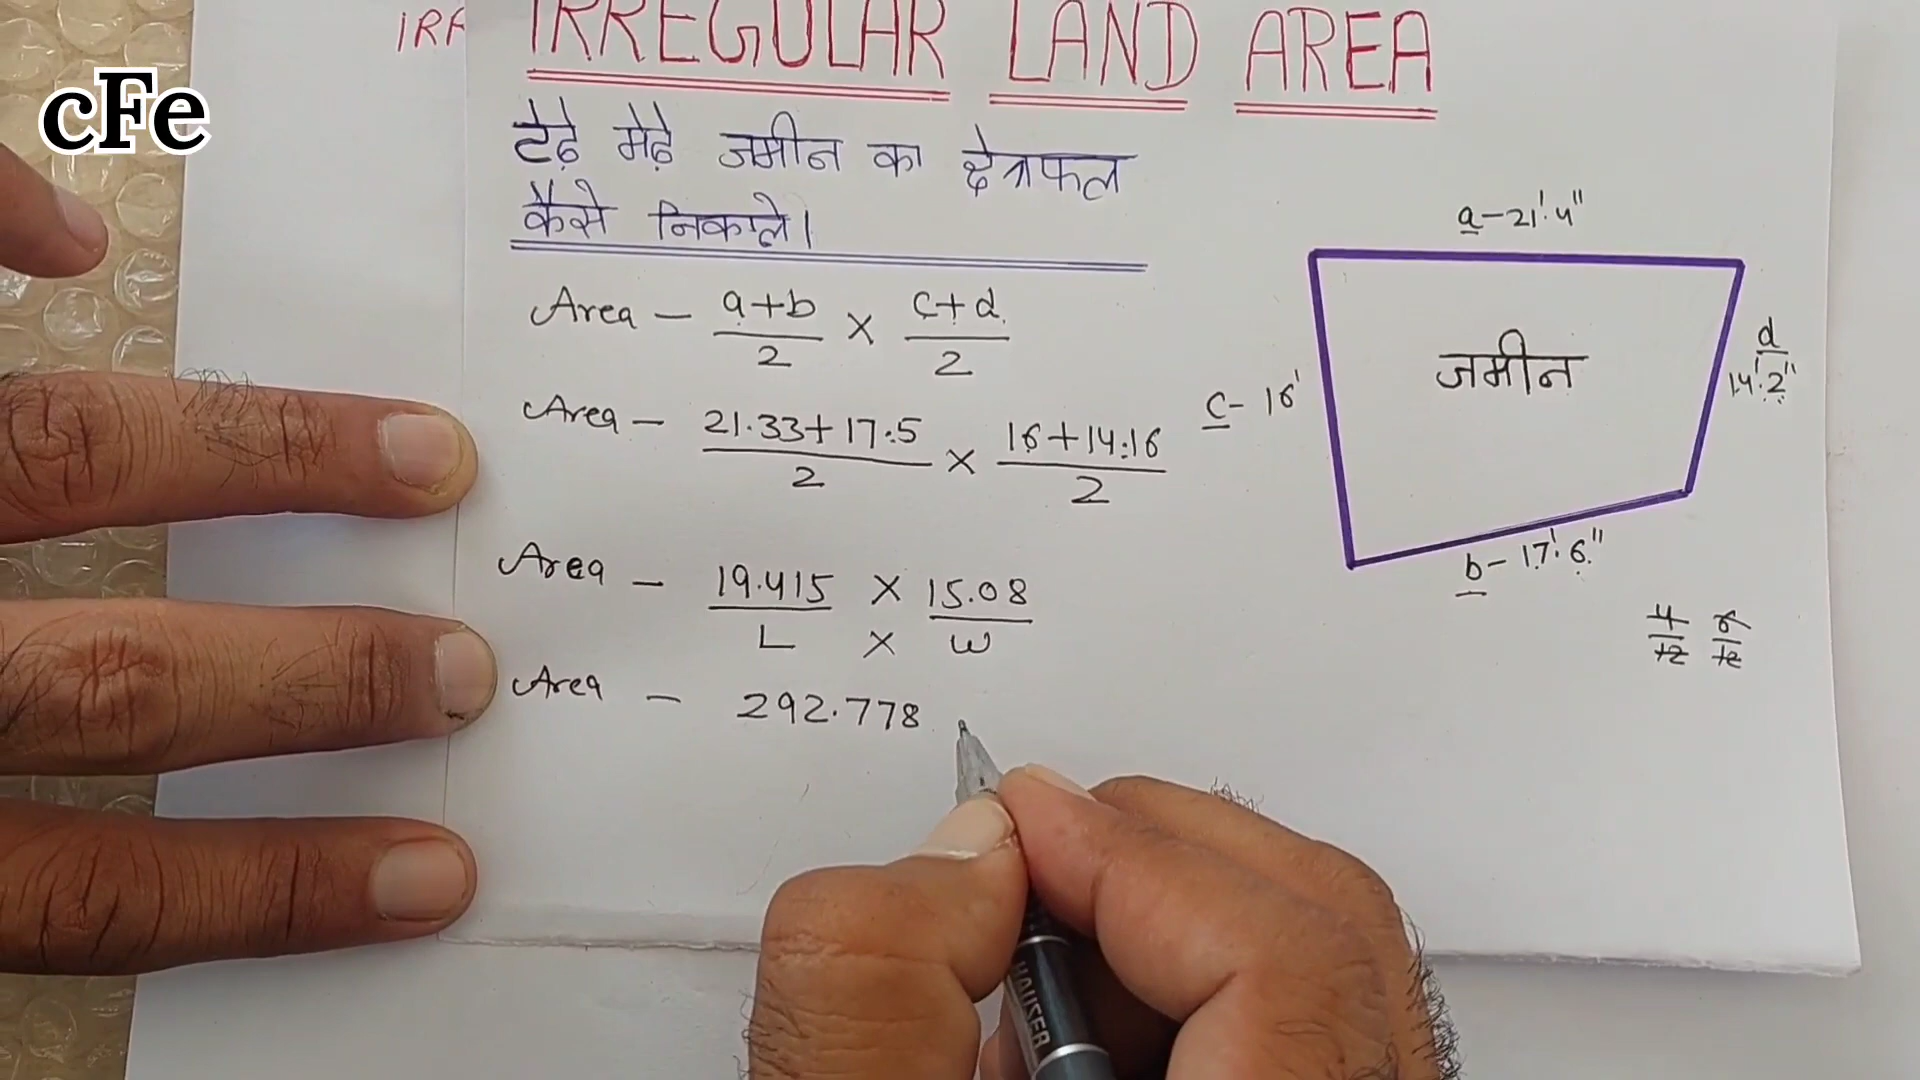 cFe
IRR
IRREGULAR LAND AREA
टेढ़े मेढ़े जमीन का क्षेत्रफल
कैसे निकाले।
Area - a+b/2 × c+d/2
Area - 21.33+17.5/2 × 16+14.16/2
Area - 19.415 × 15.08
L × W
Area - 292.778
a-21'.4"
जमीन
d
14'.2"
c- 16'
b-17'.6"
4/12 6/12
HAUSER